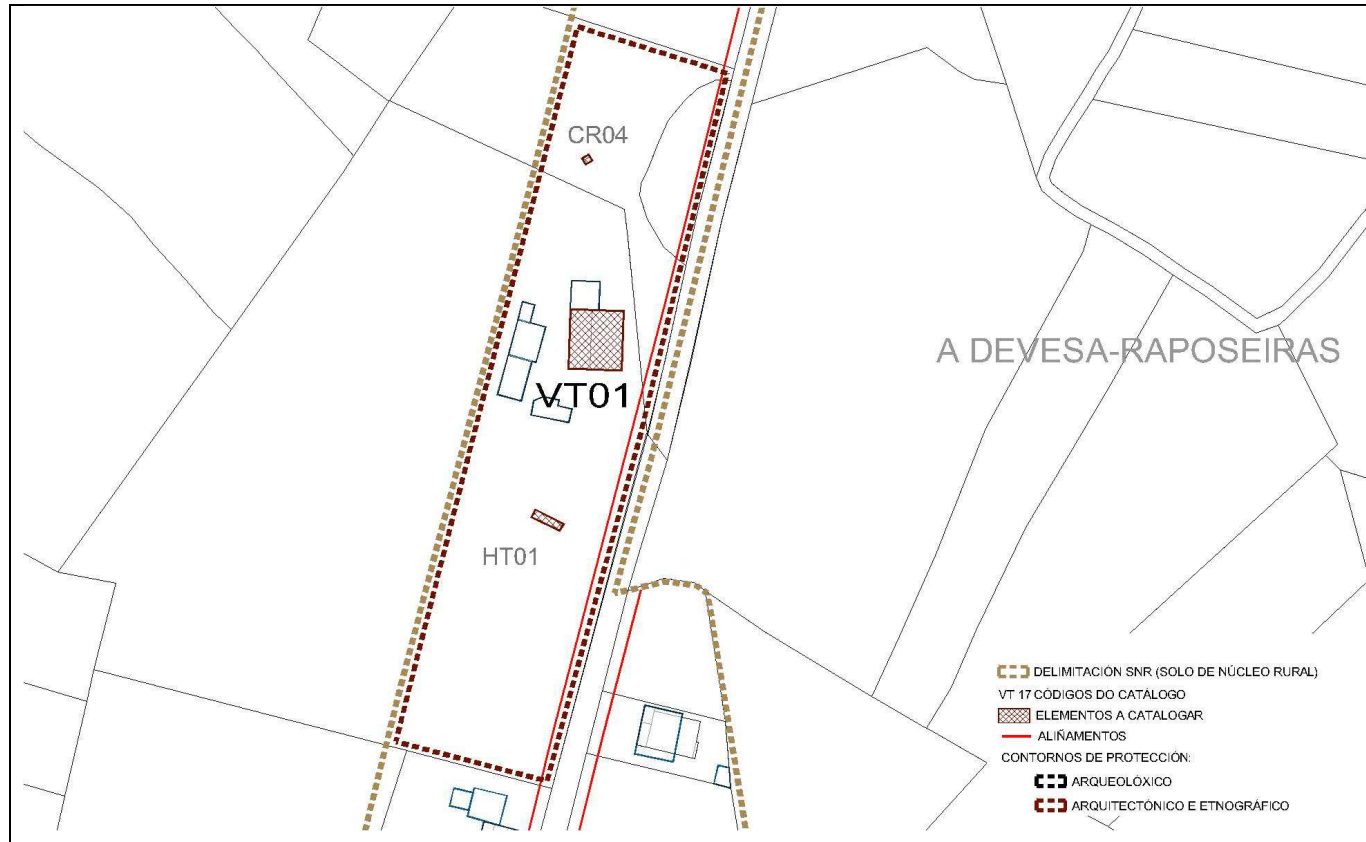 CR04
A DEVESA-RAPOSEIRAS
VT01
HT01
DELIMITACIÓN SNR (SOLO DE NÚCLEO RURAL)
VT 17 CÓDIGOS DO CATÁLOGO
ELEMENTOS A CATALOGAR
ALIÑAMENTOS
CONTORNOS DE PROTECCIÓN:
ARQUEOLÓXICO
ARQUITECTÓNICO E ETNOGRÁFICO